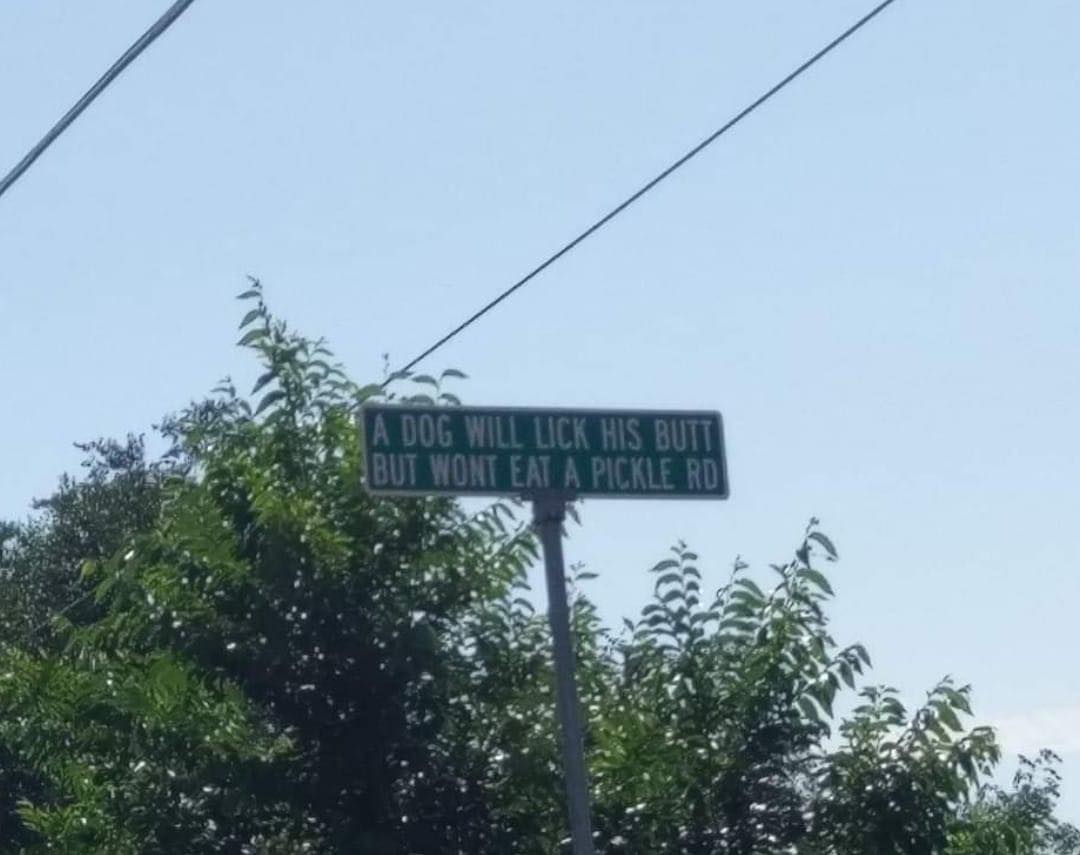 A DOG WILL LICK HIS BUTT
BUT WONT EAT A PICKLE RD